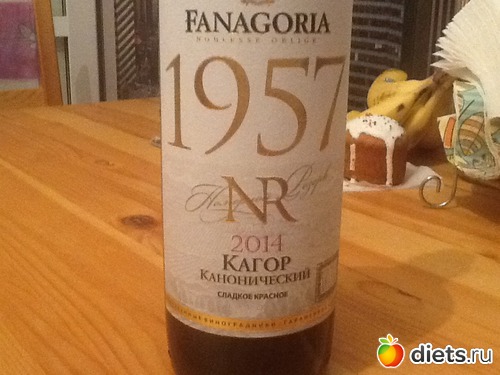 FANAGORIA
NOBLESSE OBLIGE
1957
NR
2014
КАГОР
КАНОНИЧЕСКИЙ
СЛАДКОЕ КРАСНОЕ
diets.ru